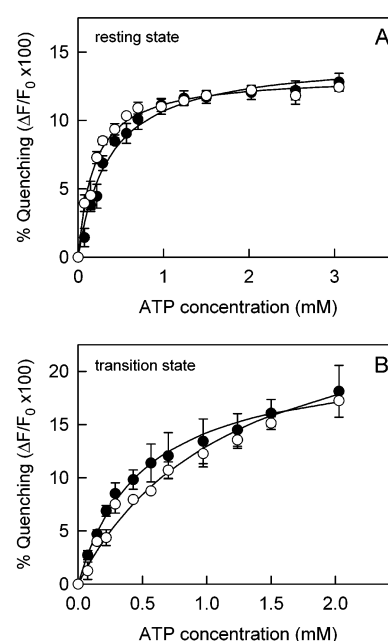 resting state
A
15
10
5
0
% Quenching (ΔF/F₀ x100)
0 1 2 3
ATP concentration (mM)
transition state
B
20
15
10
5
0
% Quenching (ΔF/F₀ x100)
0.0 0.5 1.0 1.5 2.0
ATP concentration (mM)